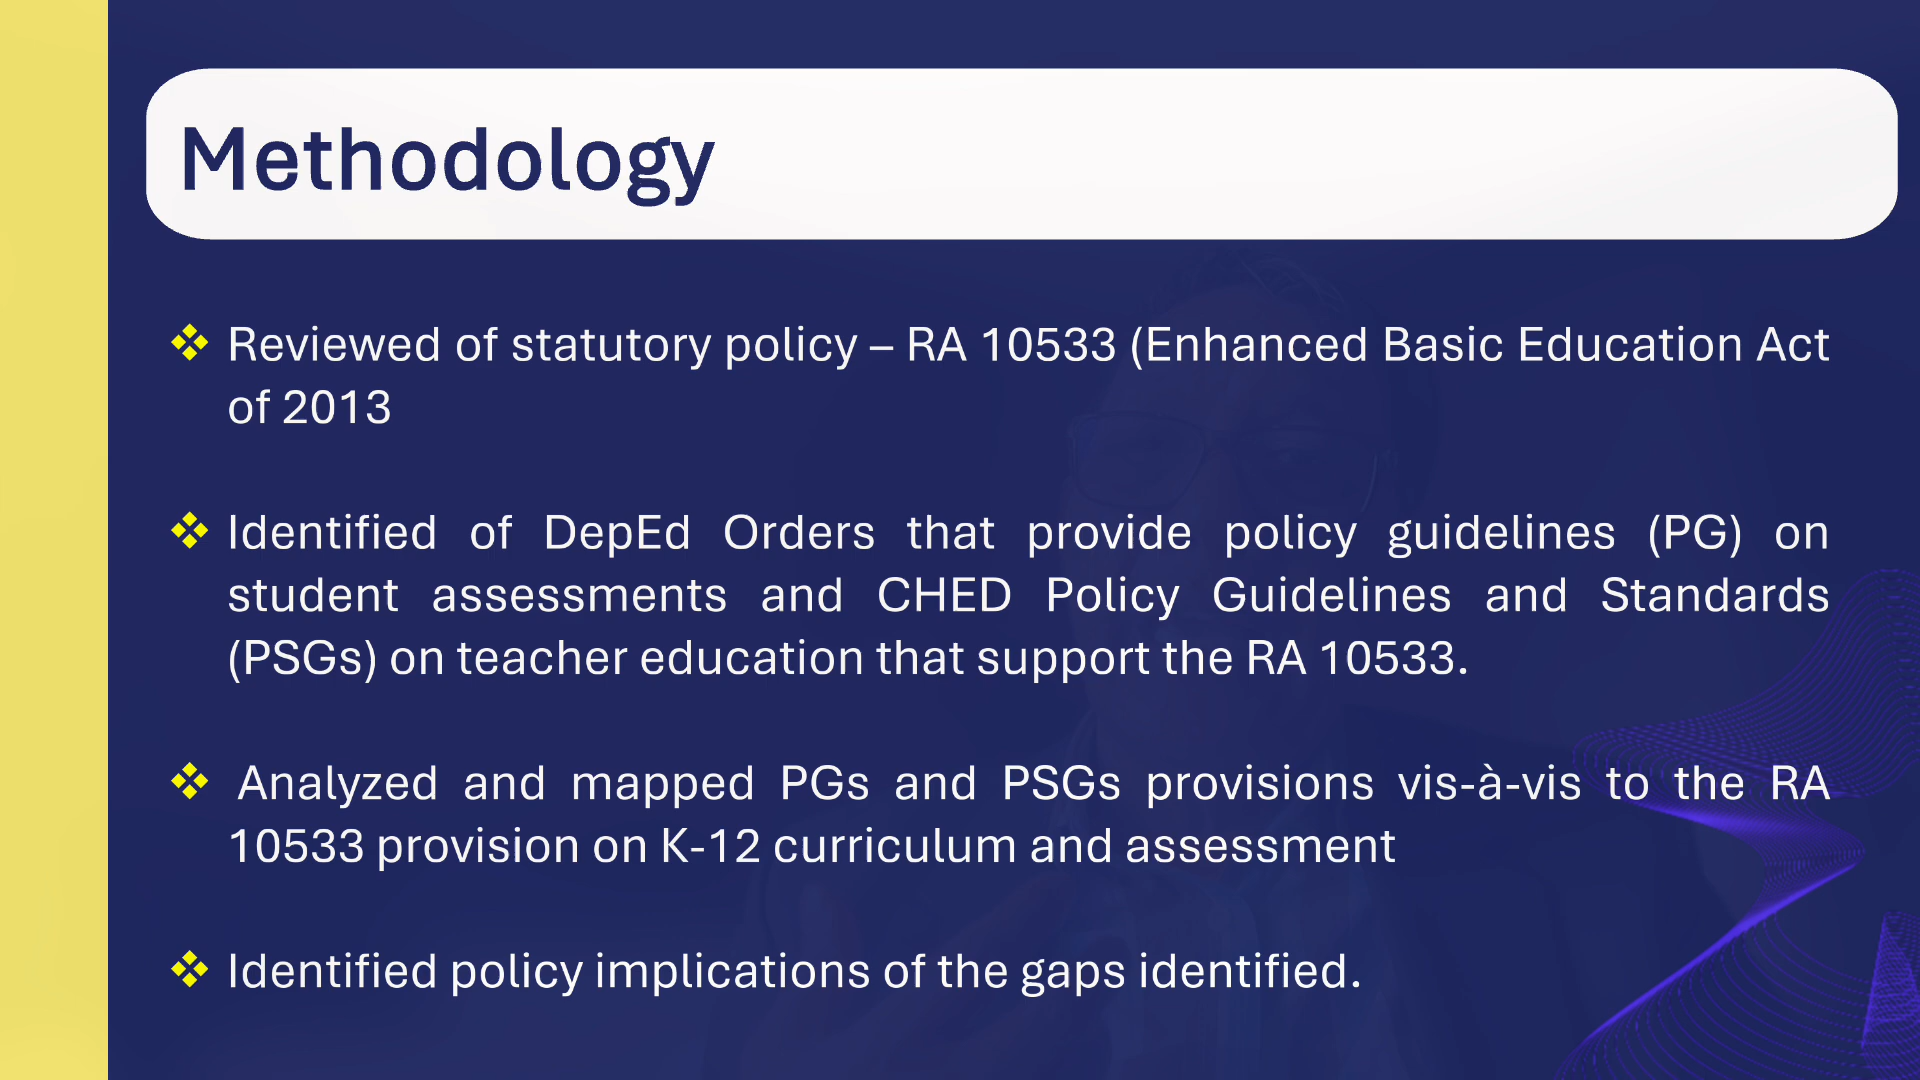 Methodology
❖ Reviewed of statutory policy – RA 10533 (Enhanced Basic Education Act
of 2013
❖ Identified of DepEd Orders that provide policy guidelines (PG) on
student assessments and CHED Policy Guidelines and Standards
(PSGs) on teacher education that support the RA 10533.
❖ Analyzed and mapped PGs and PSGs provisions vis-à-vis to the RA
10533 provision on K-12 curriculum and assessment
❖ Identified policy implications of the gaps identified.